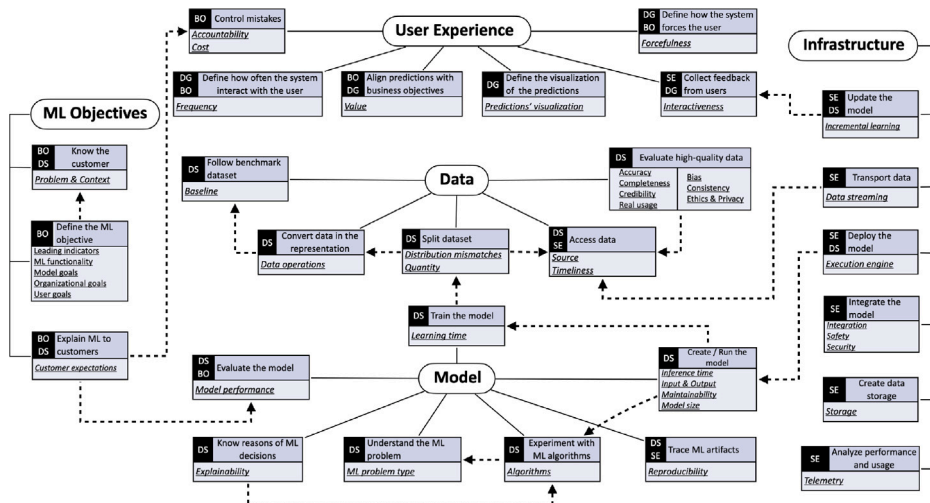 BO
Control mistakes
Accountability
Cost
User Experience
DG
BO
Define how the system
forces the user
Forcefulness
Infrastructure
DG
BO
Define how often the system
interact with the user
Frequency
BO
DG
Align predictions with
business objectives
Value
DG
Define the visualization
of the predictions
Predictions' visualization
SE
DG
Collect feedback
from users
Interactiveness
SE
DS
Update the
model
Incremental learning
ML Objectives
BO
DS
Know the
customer
Problem & Context
DS
Follow benchmark
dataset
Baseline
Data
DS
Evaluate high-quality data
Accuracy
Completeness
Credibility
Real usage
Bias
Consistency
Ethics & Privacy
SE
Transport data
Data streaming
BO
Define the ML
objective
Leading indicators
ML functionality
Model goals
Organizational goals
User goals
DS
Convert data in the
representation
Data operations
DS
Split dataset
Distribution mismatches
Quantity
DS
SE
Access data
Source
Timeliness
SE
DS
Deploy the
model
Execution engine
DS
Train the model
Learning time
SE
Integrate the
model
Integration
Safety
Security
BO
DS
Explain ML to
customers
Customer expectations
DS
BO
Evaluate the model
Model performance
Model
DS
DS
Create / Run the
model
Inference time
Input & Output
Maintainability
Model size
SE
Create data
storage
Storage
DS
Know reasons of ML
decisions
Explainability
DS
Understand the ML
problem
ML problem type
DS
Experiment with
ML algorithms
Algorithms
DS
SE
Trace ML artifacts
Reproducibility
SE
Analyze performance
and usage
Telemetry